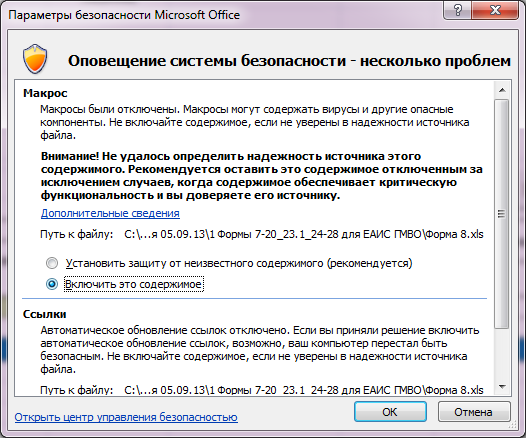 Параметры безопасности Microsoft Office
Оповещение системы безопасности - несколько проблем
Макрос
Макросы были отключены. Макросы могут содержать вирусы и другие опасные
компоненты. Не включайте содержимое, если не уверены в надежности источника
файла.
Внимание! Не удалось определить надежность источника этого
содержимого. Рекомендуется оставить это содержимое отключенным за
исключением случаев, когда содержимое обеспечивает критическую
функциональность и вы доверяете его источнику.
Дополнительные сведения
Путь к файлу: C:\...я 05.09.13\1 Формы 7-20_23.1_24-28 для ЕАИС ГМВО\Форма 8.xls
Установить защиту от неизвестного содержимого (рекомендуется)
Включить это содержимое
Ссылки
Автоматическое обновление ссылок отключено. Если вы приняли решение включить
автоматическое обновление ссылок, возможно, ваш компьютер перестал быть
безопасным. Не включайте содержимое, если не уверены в надежности источника
файла.
Путь к файлу: C:\...я 05.09.13\1 Формы 7-20_23.1_24-28 для ЕАИС ГМВО\Форма 8.xls
Открыть центр управления безопасностью
ОК
Отмена